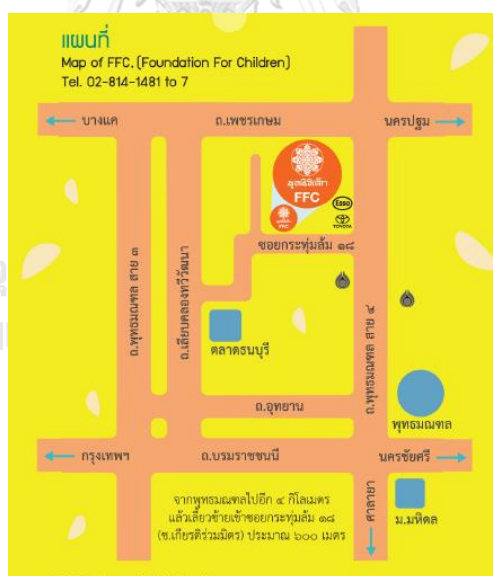 แผนที่
Map of FFC. (Foundation For Children)
Tel. 02-814-1481 to 7
บางแค
ถ.เพชรเกษม
นครปฐม
มูลนิธิเด็ก
FFC
Esso
TOYOTA
FFC
ซอยกระทุ่มล้ม ๑๘
ถ.พุทธมณฑล สาย ๓
ถ.เลียบคลองทวีวัฒนา
ถ.พุทธมณฑล สาย ๔
ตลาดธนบุรี
ถ.อุทยาน
พุทธมณฑล
กรุงเทพฯ
ถ.บรมราชชนนี
นครชัยศรี
ศาลายา
ม.มหิดล
จากพุทธมณฑลไปอีก ๔ กิโลเมตร
แล้วเลี้ยวซ้ายเข้าซอยกระทุ่มล้ม ๑๘
(ซ.เกียรติร่วมมิตร) ประมาณ ๖๐๐ เมตร